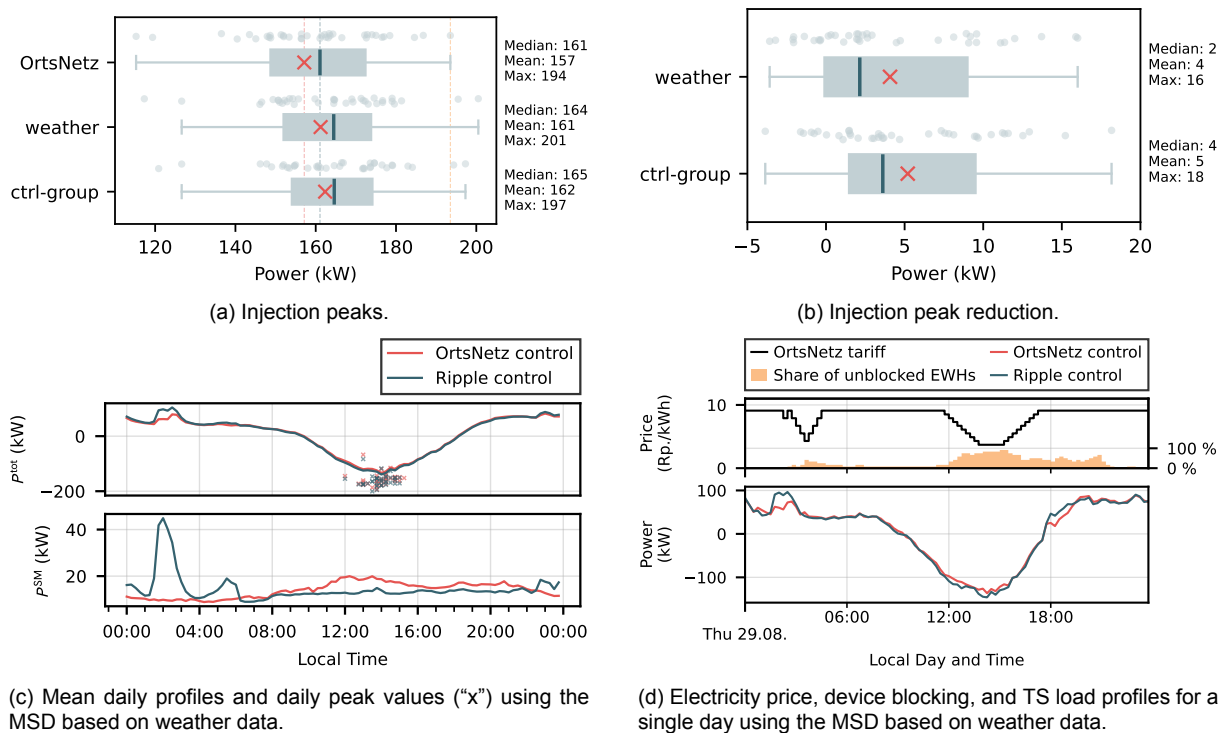 OrtsNetz
weather
ctrl-group
Median: 161
Mean: 157
Max: 194
Median: 164
Mean: 161
Max: 201
Median: 165
Mean: 162
Max: 197
120 140 160 180 200
Power (kW)
(a) Injection peaks.
weather
ctrl-group
Median: 2
Mean: 4
Max: 16
Median: 4
Mean: 5
Max: 18
−5 0 5 10 15 20
Power (kW)
(b) Injection peak reduction.
OrtsNetz control
Ripple control
0
−200
P^tot (kW)
40
20
P^SM (kW)
00:00 04:00 08:00 12:00 16:00 20:00 00:00
Local Time
(c) Mean daily profiles and daily peak values (“x”) using the
MSD based on weather data.
OrtsNetz tariff OrtsNetz control
Share of unblocked EWHs Ripple control
10
0
Price
(Rp./kWh)
100 %
0 %
100
0
−100
Power
(kW)
06:00 12:00 18:00
Thu 29.08.
Local Day and Time
(d) Electricity price, device blocking, and TS load profiles for a
single day using the MSD based on weather data.